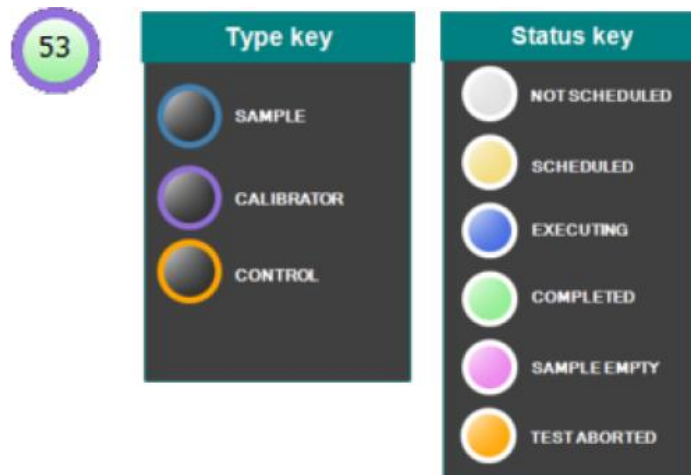 53
Type key
SAMPLE
CALIBRATOR
CONTROL
Status key
NOT SCHEDULED
SCHEDULED
EXECUTING
COMPLETED
SAMPLE EMPTY
TEST ABORTED